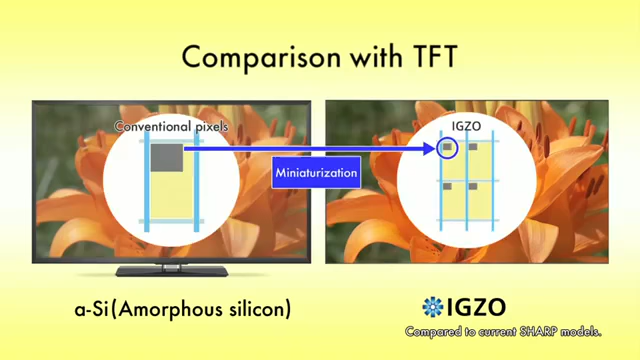 Comparison with TFT
Conventional pixels
IGZO
Miniaturization
a-Si(Amorphous silicon)
IGZO
Compared to current SHARP models.